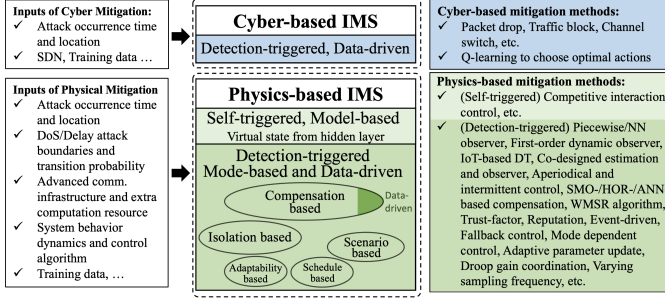 Inputs of Cyber Mitigation:
✓ Attack occurrence time
and location
✓ SDN, Training data …
Cyber-based IMS
Detection-triggered, Data-driven
Cyber-based mitigation methods:
✓ Packet drop, Traffic block, Channel
switch, etc.
✓ Q-learning to choose optimal actions
Inputs of Physical Mitigation
✓ Attack occurrence time and
location
✓ DoS/Delay attack
boundaries and
transition probability
✓ Advanced comm.
infrastructure and extra
computation resource
✓ System behavior
dynamics and control
algorithm
✓ Training data, …
Physics-based IMS
Self-triggered, Model-based
Virtual state from hidden layer
Detection-triggered
Mode-based and Data-driven
Compensation
based
Data-
driven
Isolation based
Scenario
based
Adaptability
based
Schedule
based
Physics-based mitigation methods:
✓ (Self-triggered) Competitive interaction
control, etc.
✓ (Detection-triggered) Piecewise/NN
observer, First-order dynamic observer,
IoT-based DT, Co-designed estimation
and observer, Aperiodical and
intermittent control, SMO-/HOR-/ANN
based compensation, WMSR algorithm,
Trust-factor, Reputation, Event-driven,
Fallback control, Mode dependent
control, Adaptive parameter update,
Droop gain coordination, Varying
sampling frequency, etc.